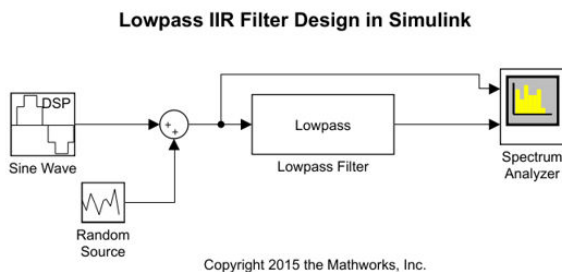 Lowpass IIR Filter Design in Simulink
DSP
Sine Wave
+
+
Random
Source
Lowpass
Lowpass Filter
Spectrum
Analyzer
Copyright 2015 the Mathworks, Inc.